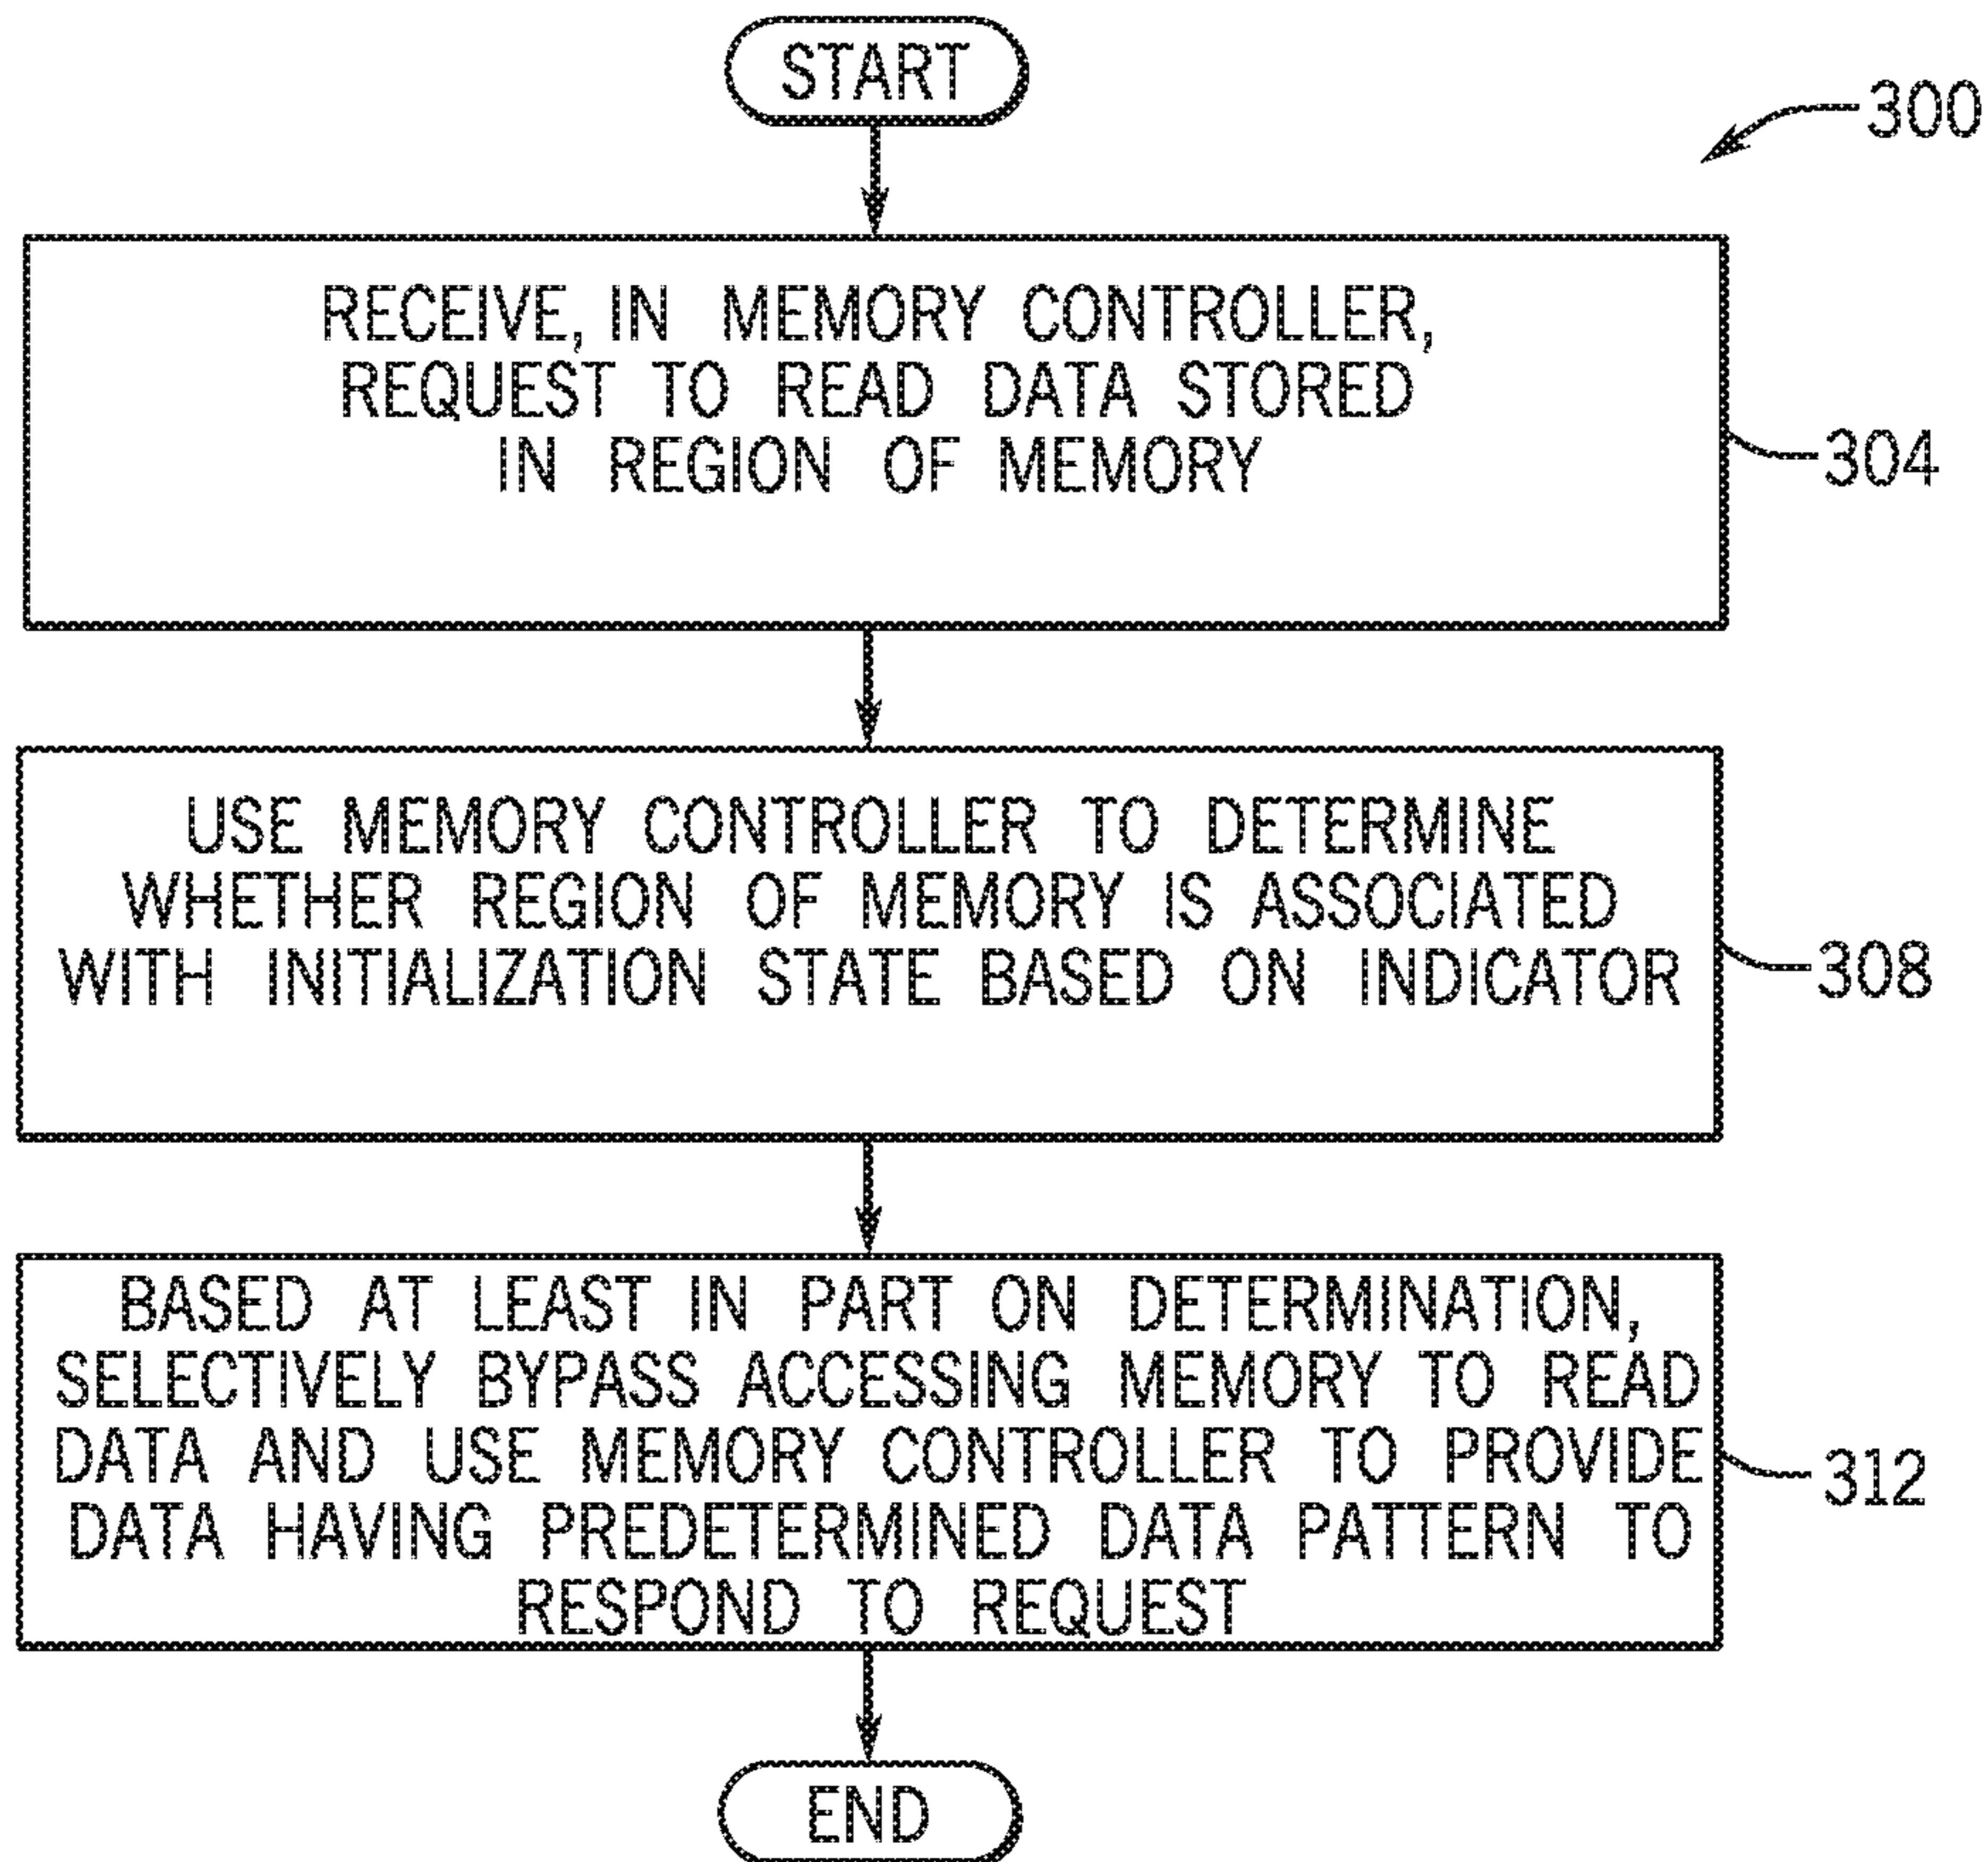 START
300
RECEIVE, IN MEMORY CONTROLLER,
REQUEST TO READ DATA STORED
IN REGION OF MEMORY
304
USE MEMORY CONTROLLER TO DETERMINE
WHETHER REGION OF MEMORY IS ASSOCIATED
WITH INITIALIZATION STATE BASED ON INDICATOR
308
BASED AT LEAST IN PART ON DETERMINATION,
SELECTIVELY BYPASS ACCESSING MEMORY TO READ
DATA AND USE MEMORY CONTROLLER TO PROVIDE
DATA HAVING PREDETERMINED DATA PATTERN TO
RESPOND TO REQUEST
312
END